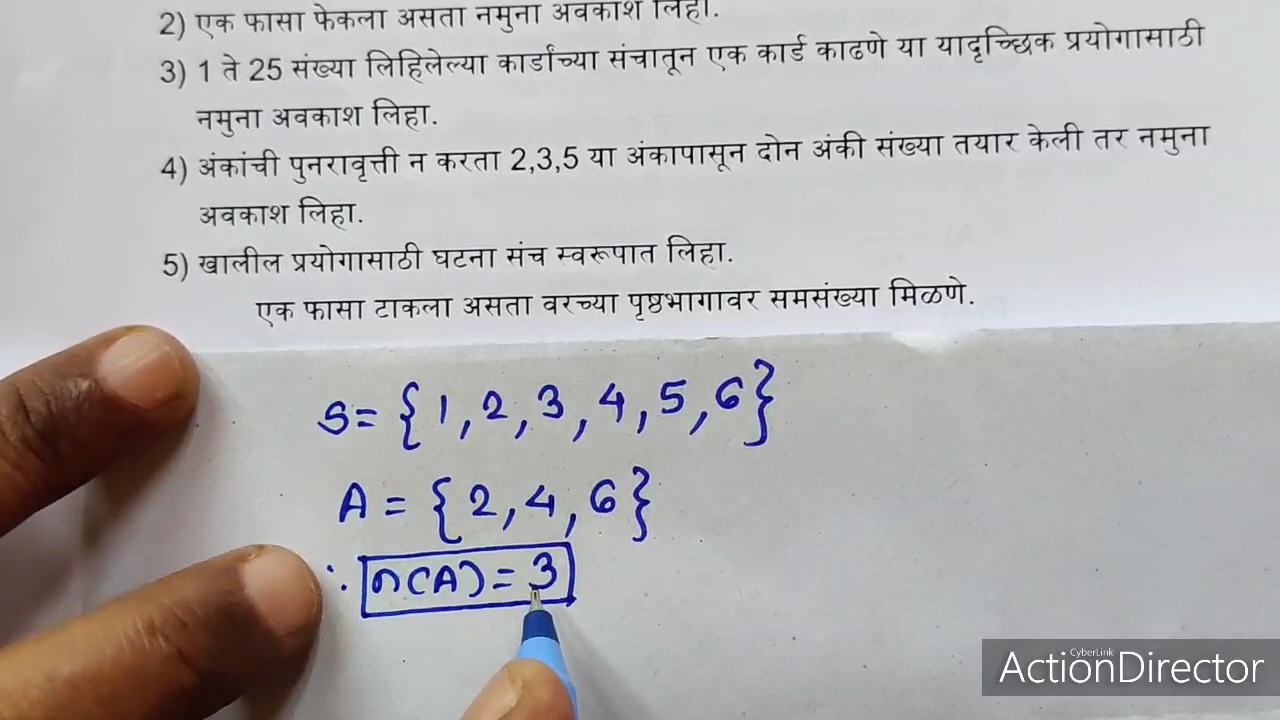 2) एक फासा फेकला असता नमुना अवकाश लिहा.
3) 1 ते 25 संख्या लिहिलेल्या कार्डांच्या संचातून एक कार्ड काढणे या यादृच्छिक प्रयोगासाठी
नमुना अवकाश लिहा.
4) अंकांची पुनरावृत्ती न करता 2,3,5 या अंकापासून दोन अंकी संख्या तयार केली तर नमुना
अवकाश लिहा.
5) खालील प्रयोगासाठी घटना संच स्वरूपात लिहा.
एक फासा टाकला असता वरच्या पृष्ठभागावर समसंख्या मिळणे.
S = {1, 2, 3, 4, 5, 6}
A = {2, 4, 6}
∴ n(A) = 3
CyberLink
ActionDirector